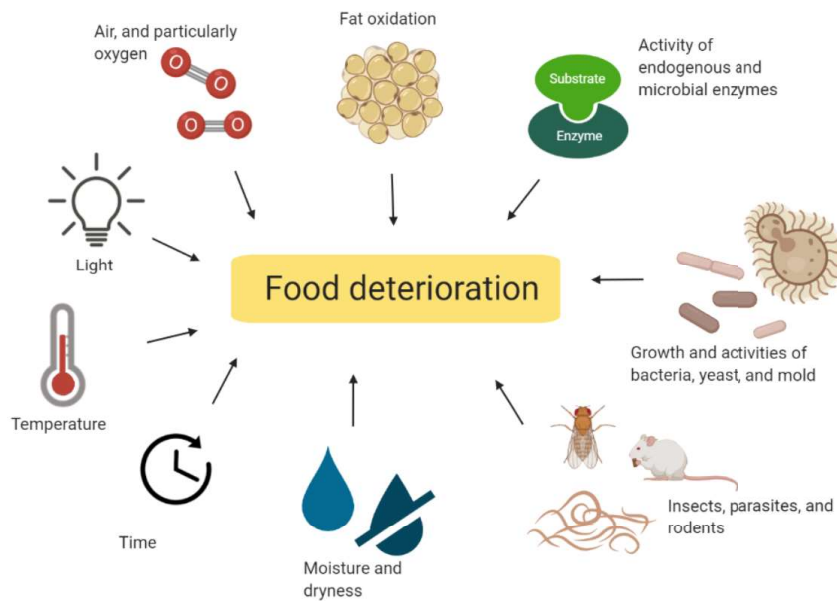 Fat oxidation
Air, and particularly
oxygen
O
O
O
O
Substrate
Enzyme
Activity of
endogenous and
microbial enzymes
Light
Food deterioration
Growth and activities of
bacteria, yeast, and mold
Temperature
Time
Moisture and
dryness
Insects, parasites, and
rodents